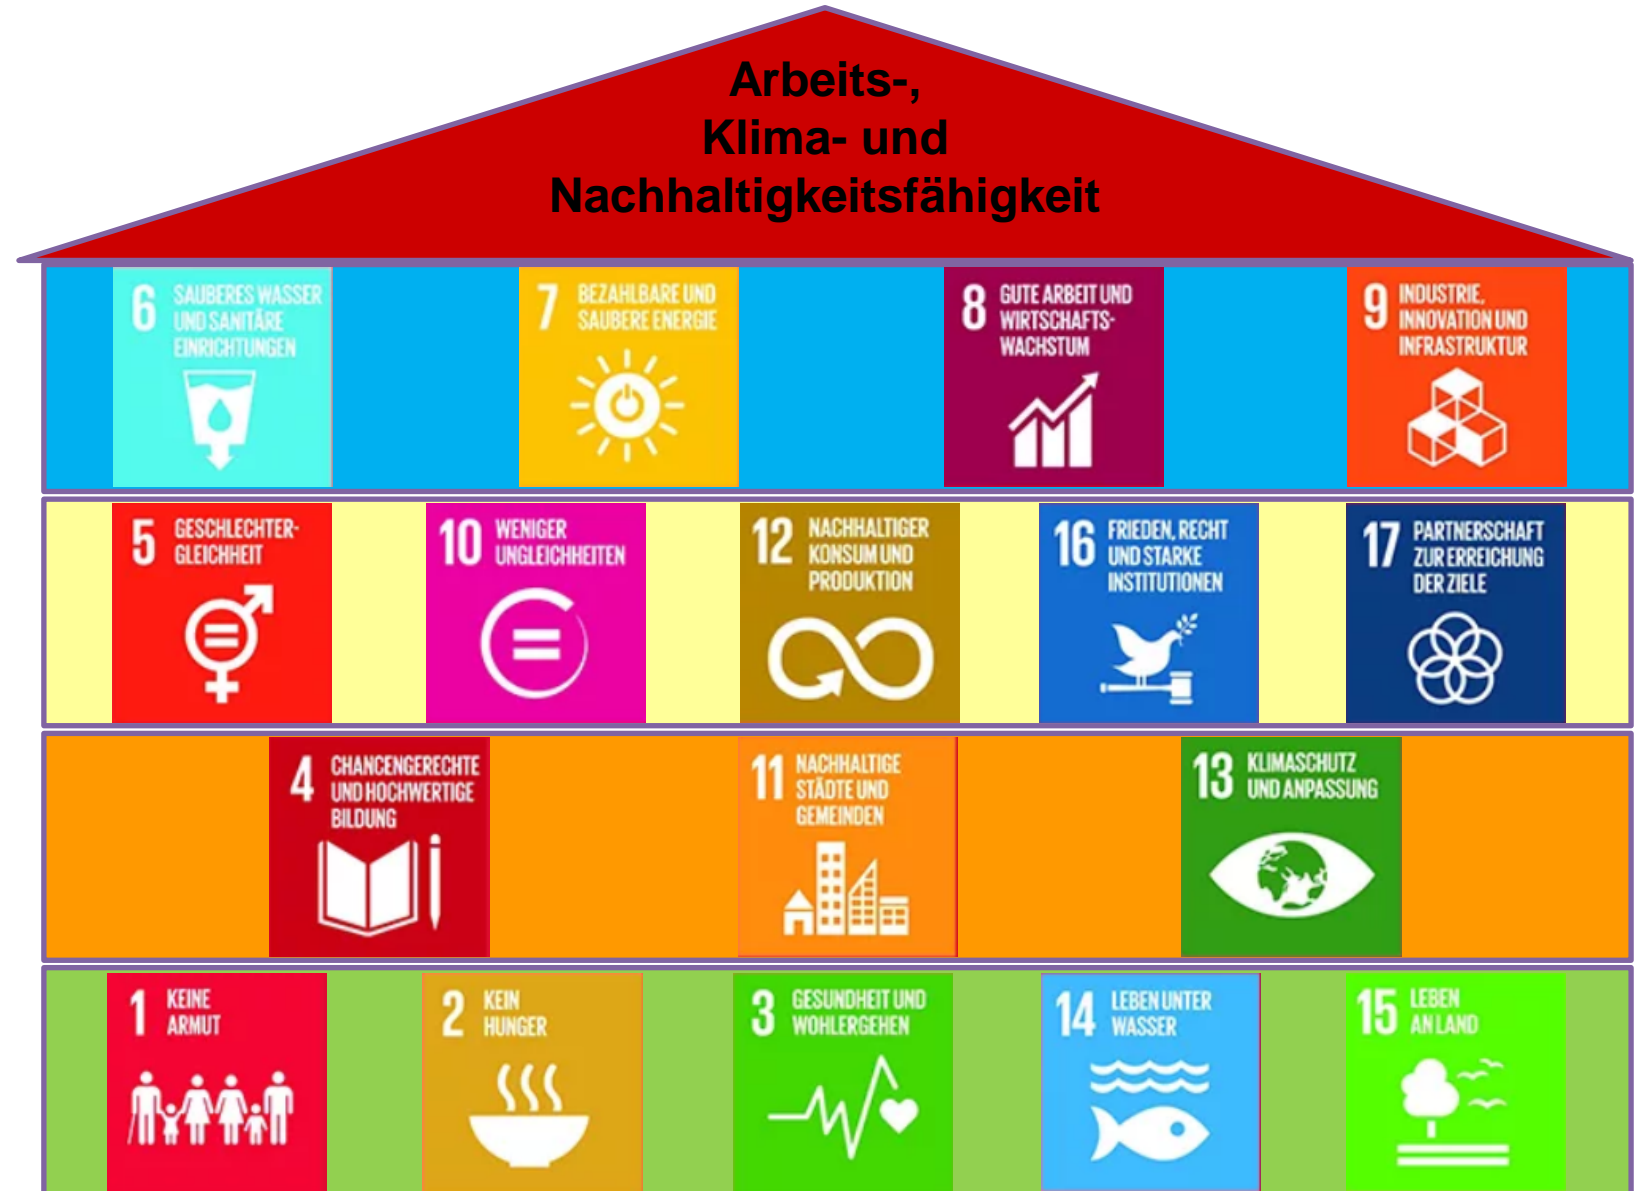 Arbeits-,
Klima- und
Nachhaltigkeitsfähigkeit
6 SAUBERES WASSER
UND SANITÄRE
EINRICHTUNGEN
7 BEZAHLBARE UND
SAUBERE ENERGIE
8 GUTE ARBEIT UND
WIRTSCHAFTS-
WACHSTUM
9 INDUSTRIE,
INNOVATION UND
INFRASTRUKTUR
5 GESCHLECHTER-
GLEICHHEIT
10 WENIGER
UNGLEICHHEITEN
12 NACHHALTIGER
KONSUM UND
PRODUKTION
16 FRIEDEN, RECHT
UND STARKE
INSTITUTIONEN
17 PARTNERSCHAFT
ZUR ERREICHUNG
DER ZIELE
4 CHANCENGERECHTE
UND HOCHWERTIGE
BILDUNG
11 NACHHALTIGE
STÄDTE UND
GEMEINDEN
13 KLIMASCHUTZ
UND ANPASSUNG
1 KEINE
ARMUT
2 KEIN
HUNGER
3 GESUNDHEIT UND
WOHLERGEHEN
14 LEBEN UNTER
WASSER
15 LEBEN
AN LAND